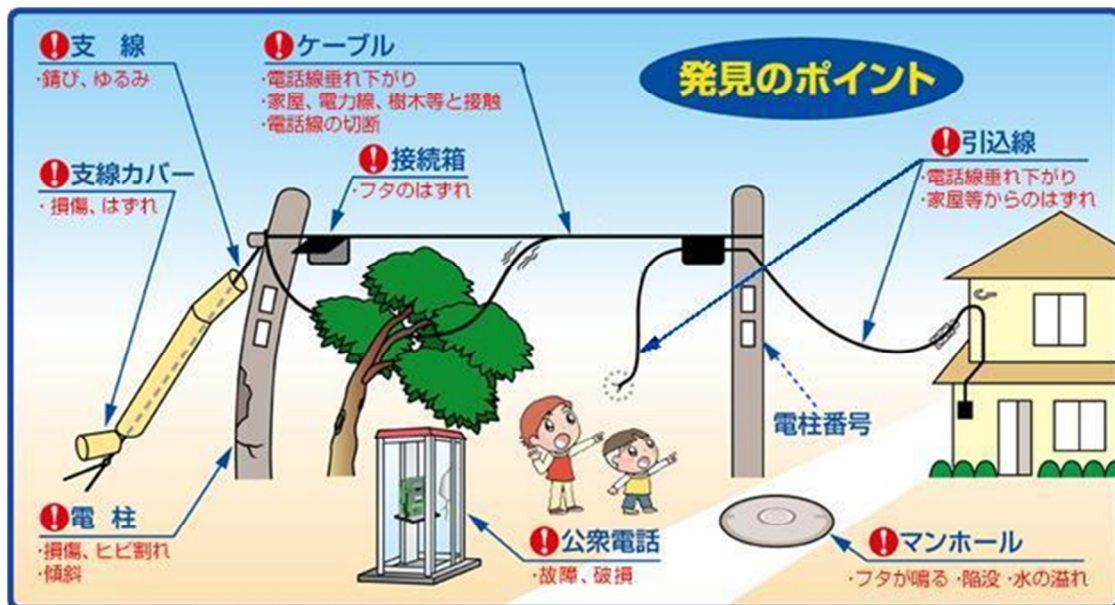 発見のポイント
支線
・錆び、ゆるみ
ケーブル
・電話線垂れ下がり
・家屋、電力線、樹木等と接触
・電話線の切断
引込線
・電話線垂れ下がり
・家屋等からのはずれ
支線カバー
・損傷、はずれ
接続箱
・フタのはずれ
電柱番号
電柱
・損傷、ヒビ割れ
・傾斜
公衆電話
・故障、破損
マンホール
・フタが鳴る ・陥没 ・水の溢れ